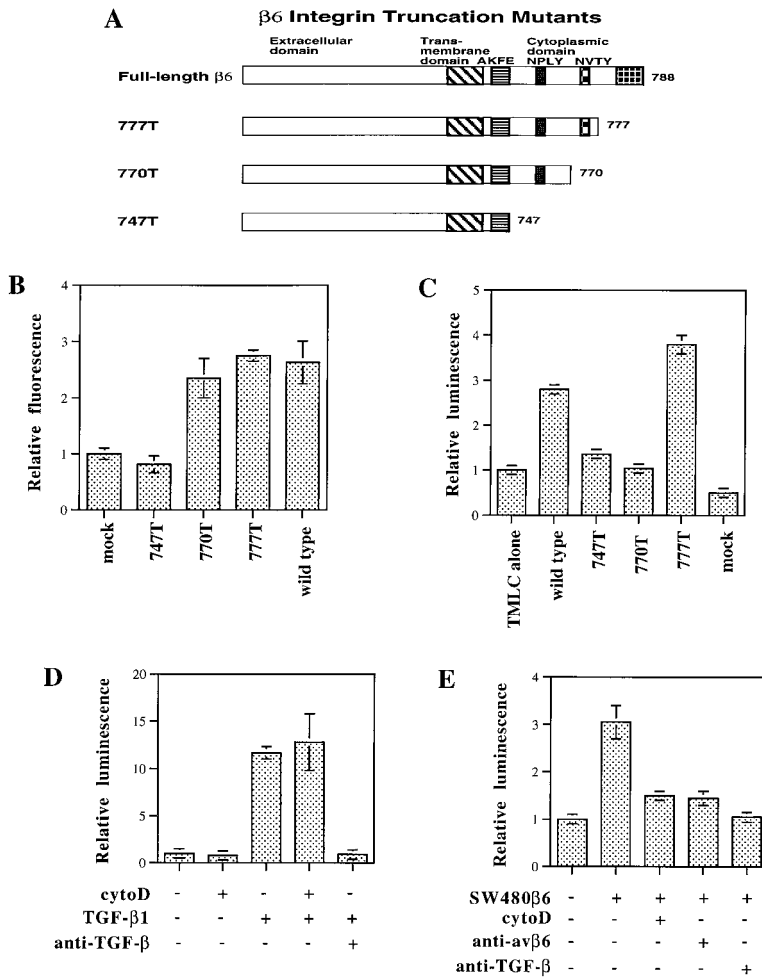 A
β6 Integrin Truncation Mutants
Extracellular domain
Trans-membrane domain
Cytoplasmic domain
AKFE
NPLY
NVTY
Full-length β6
788
777T
777
770T
770
747T
747
B
Relative fluorescence
4
3
2
1
0
mock
747T
770T
777T
wild type
C
Relative luminescence
5
4
3
2
1
0
TMLC alone
wild type
747T
770T
777T
mock
D
Relative luminescence
20
15
10
5
0
cytoD - + - + -
TGF-β1 - - + + +
anti-TGF-β - - - - +
E
Relative luminescence
4
3
2
1
0
SW480β6 - + + + +
cytoD - - + - -
anti-avβ6 - - - + -
anti-TGF-β - - - - +